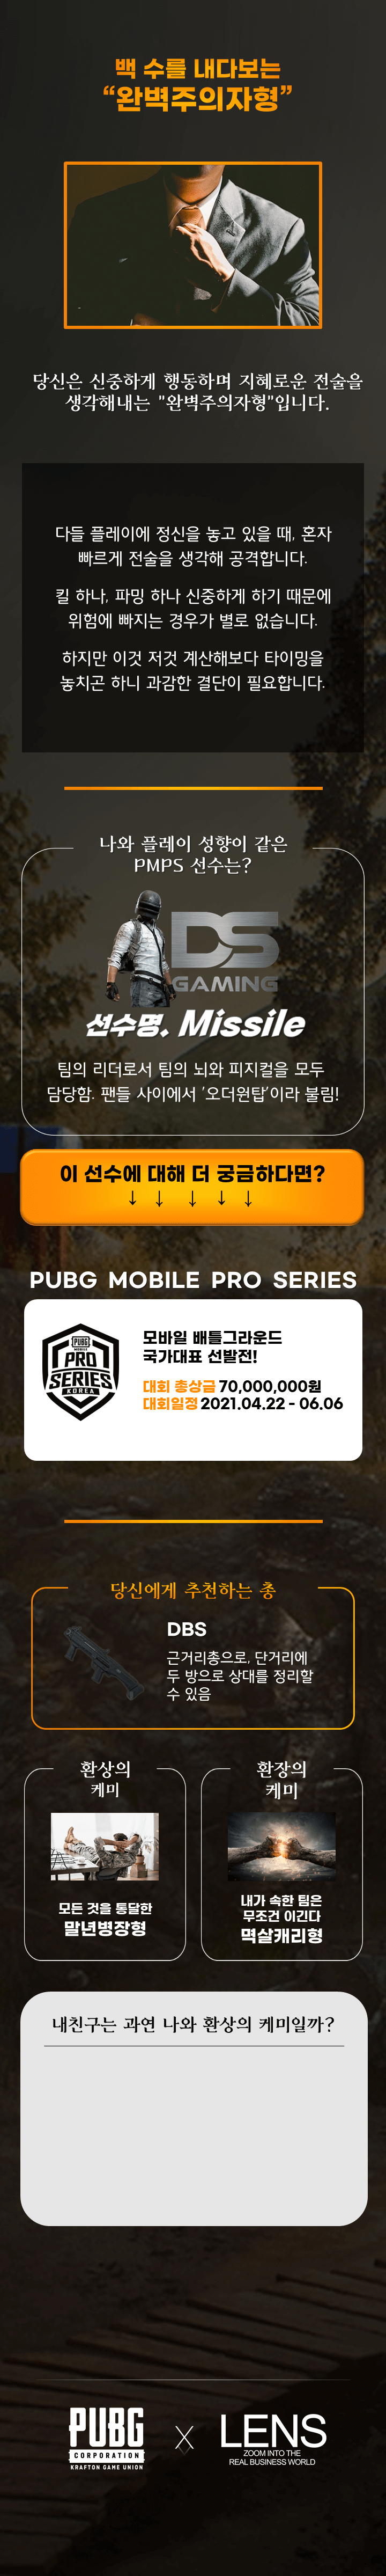 백 수를 내다보는
“완벽주의자형”
당신은 신중하게 행동하며 지혜로운 전술을
생각해내는 "완벽주의자형"입니다.
다들 플레이에 정신을 놓고 있을 때, 혼자
빠르게 전술을 생각해 공격합니다.
킬 하나, 파밍 하나 신중하게 하기 때문에
위험에 빠지는 경우가 별로 없습니다.
하지만 이것 저것 계산해보다 타이밍을
놓치곤 하니 과감한 결단이 필요합니다.
나와 플레이 성향이 같은
PMPS 선수는?
DS
GAMING
선수명. Missile
팀의 리더로서 팀의 뇌와 피지컬을 모두
담당함. 팬들 사이에서 '오더원탑'이라 불림!
이 선수에 대해 더 궁금하다면?
↓ ↓ ↓ ↓ ↓
PUBG MOBILE PRO SERIES
PUBG
MOBILE
PRO
SERIES
KOREA
모바일 배틀그라운드
국가대표 선발전!
대회 총상금 70,000,000원
대회일정 2021.04.22 - 06.06
당신에게 추천하는 총
DBS
근거리총으로, 단거리에
두 방으로 상대를 정리할
수 있음
환상의
케미
모든 것을 통달한
말년병장형
환장의
케미
내가 속한 팀은
무조건 이긴다
멱살캐리형
내친구는 과연 나와 환상의 케미일까?
PUBG
CORPORATION
KRAFTON GAME UNION
X
LENS
ZOOM INTO THE
REAL BUSINESS WORLD